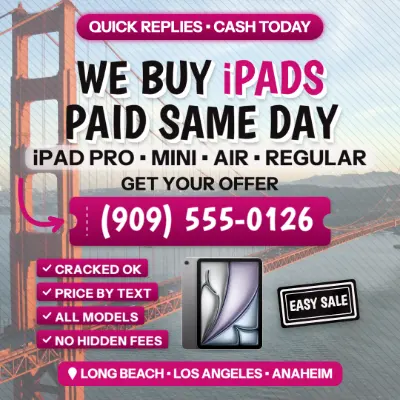 QUICK REPLIES • CASH TODAY
WE BUY iPADS
PAID SAME DAY
iPAD PRO • MINI • AIR • REGULAR
GET YOUR OFFER
(909) 555-0126
CRACKED OK
PRICE BY TEXT
ALL MODELS
NO HIDDEN FEES
EASY SALE
LONG BEACH • LOS ANGELES • ANAHEIM